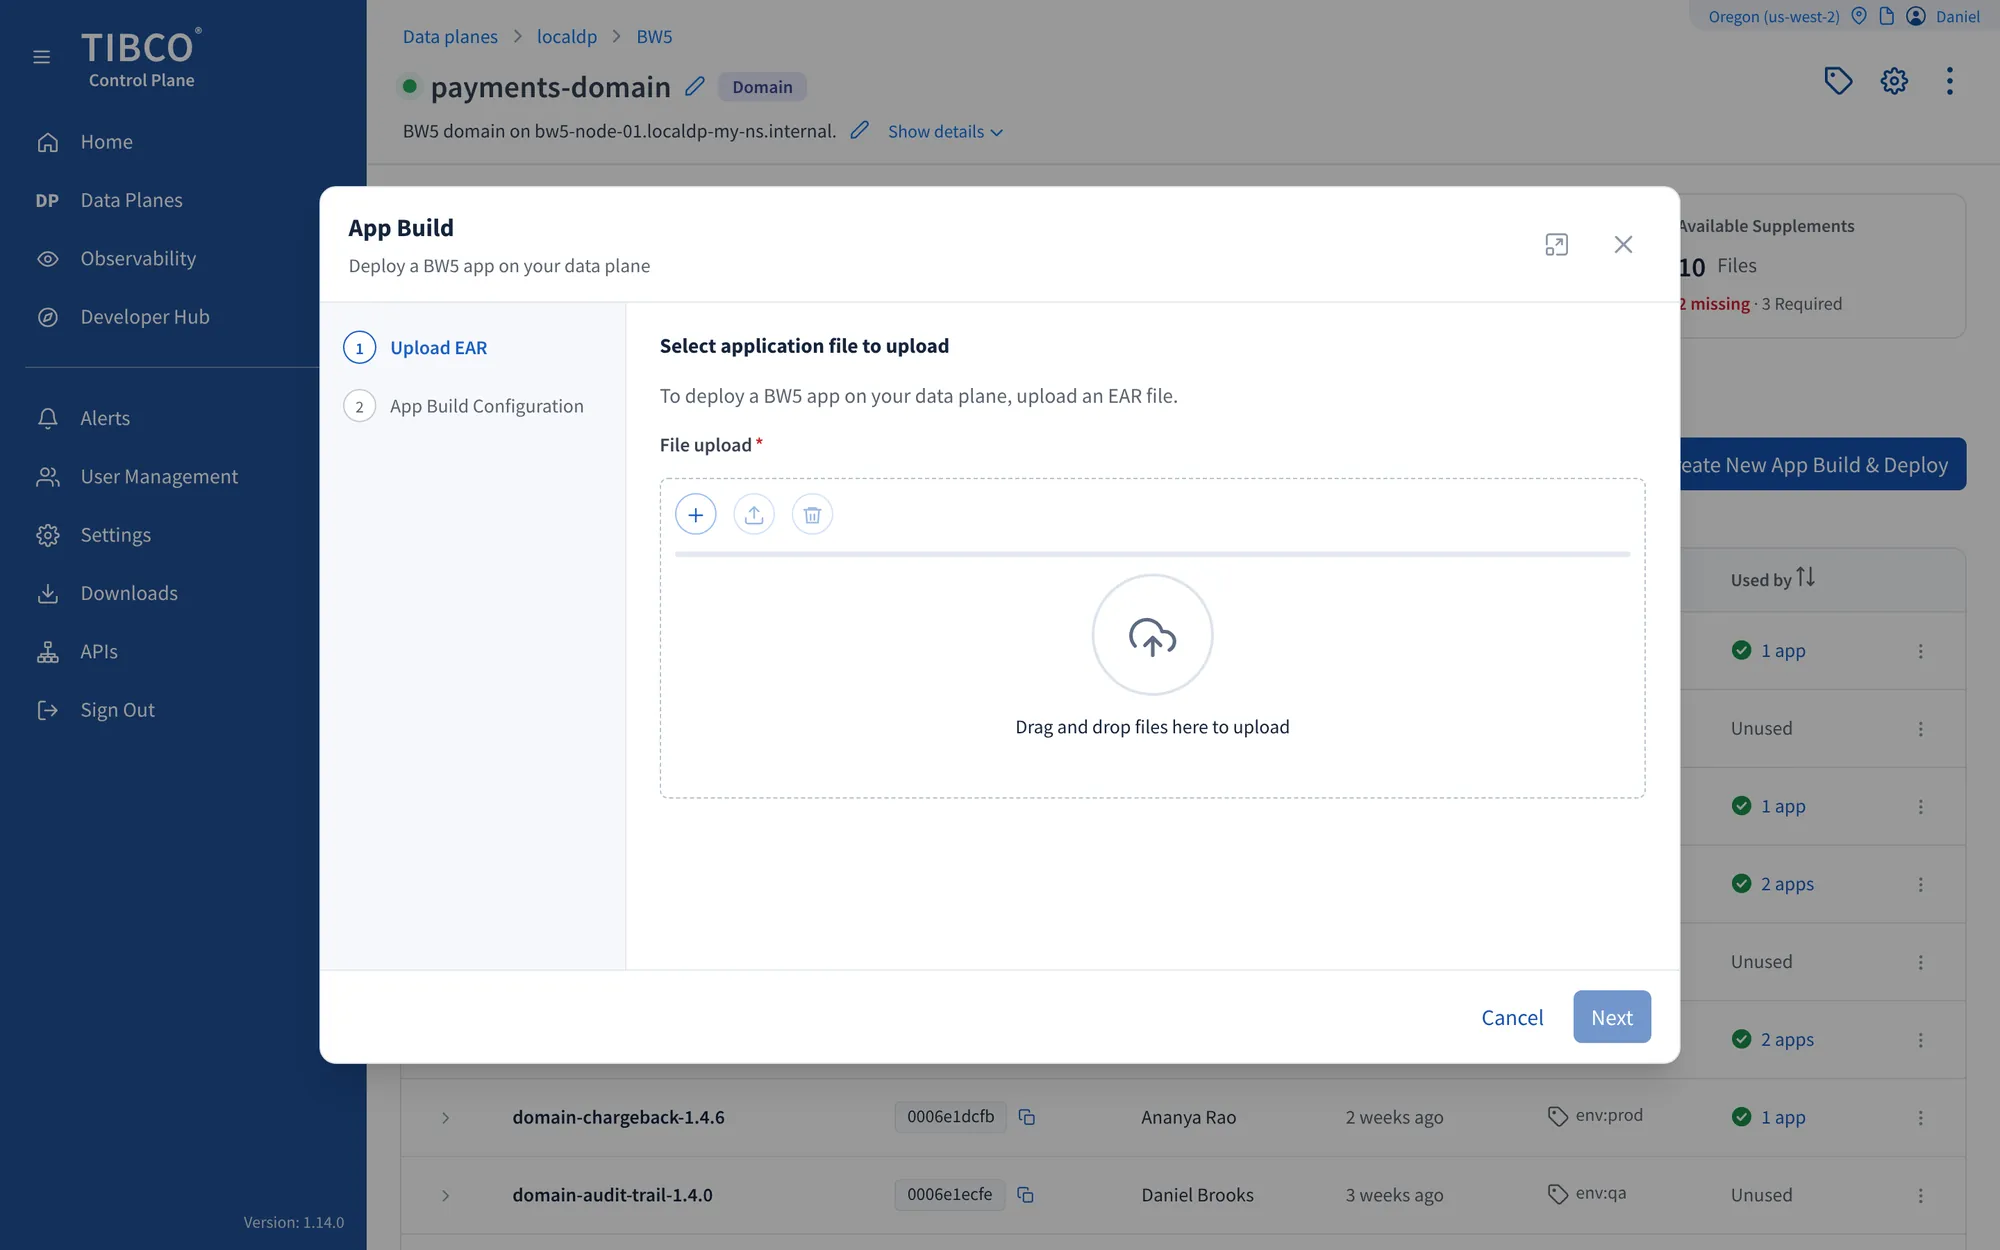 TIBCO®
Control Plane
Home
DP Data Planes
Observability
Developer Hub
Alerts
User Management
Settings
Downloads
APIs
Sign Out
Version: 1.14.0
Oregon (us-west-2) Daniel
Data planes > localdp > BW5
payments-domain Domain
BW5 domain on bw5-node-01.localdp-my-ns.internal. Show details
Available Supplements
10 Files
2 missing · 3 Required
App Build
Deploy a BW5 app on your data plane
1 Upload EAR
2 App Build Configuration
Select application file to upload
To deploy a BW5 app on your data plane, upload an EAR file.
File upload *
Drag and drop files here to upload
Cancel Next
eate New App Build & Deploy
Used by
1 app
Unused
1 app
2 apps
Unused
2 apps
domain-chargeback-1.4.6 0006e1dcfb Ananya Rao 2 weeks ago env:prod 1 app
domain-audit-trail-1.4.0 0006e1ecfe Daniel Brooks 3 weeks ago env:qa Unused